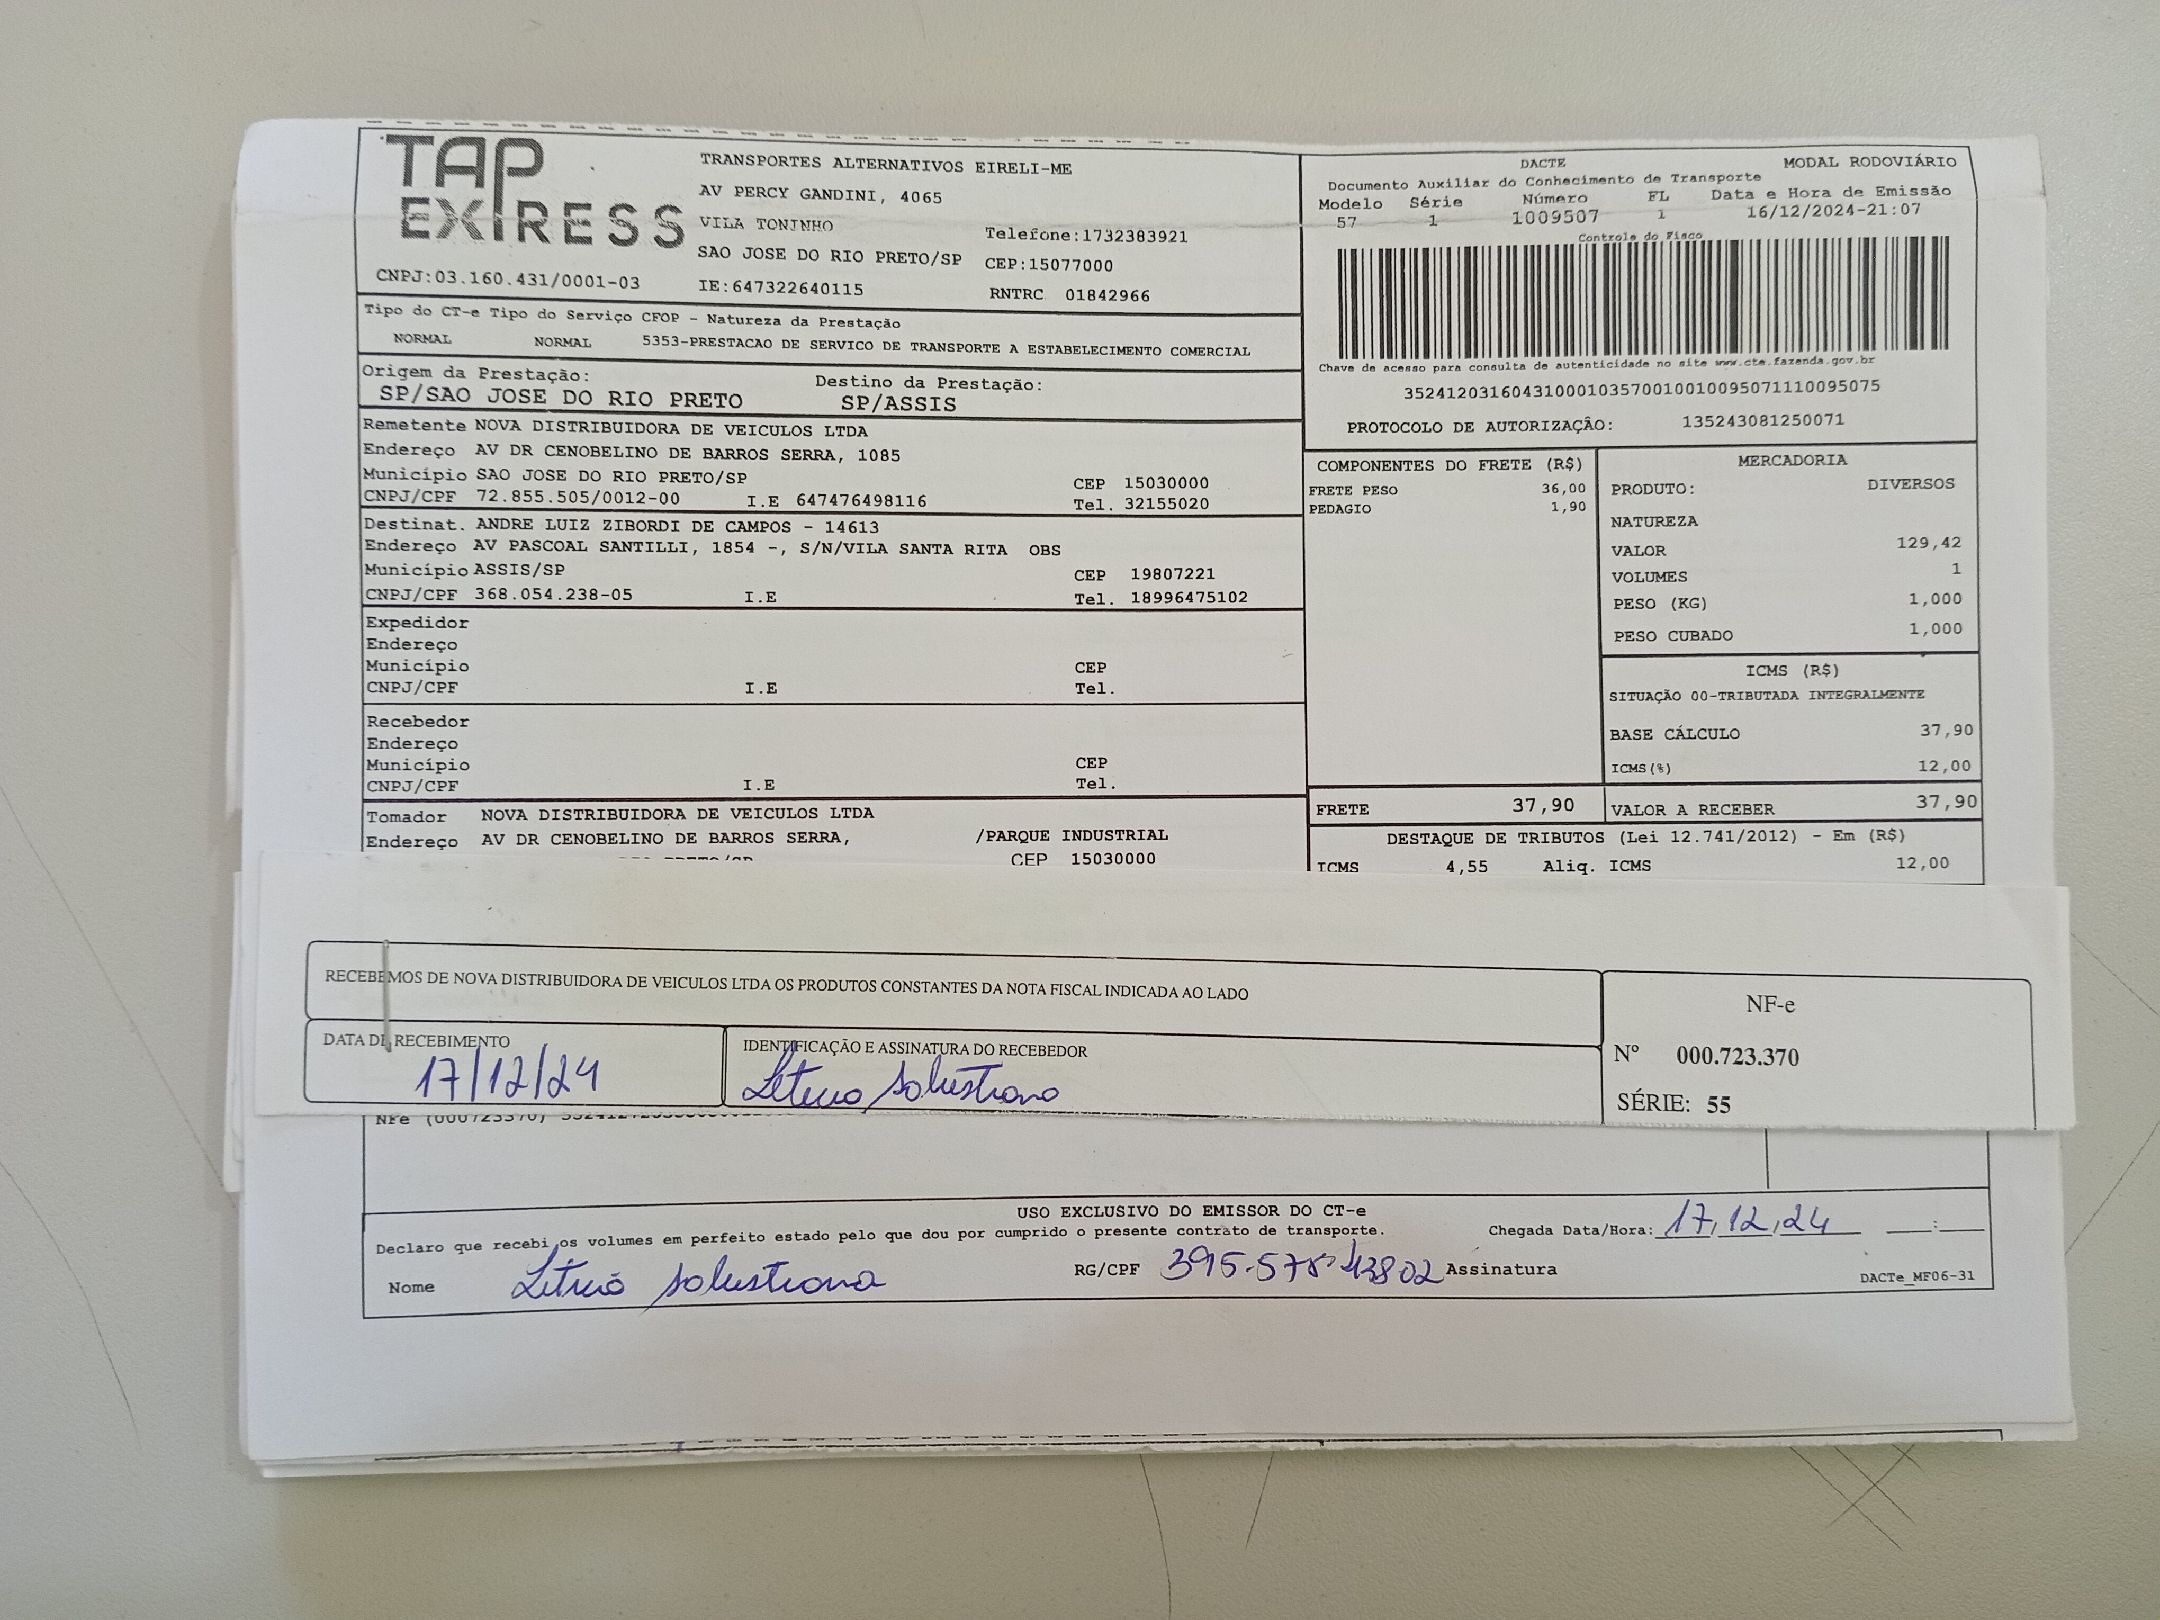 TAP
EXPRESS
CNPJ:03.160.431/0001-03
TRANSPORTES ALTERNATIVOS EIRELI-ME
AV PERCY GANDINI, 4065
VILA TONINHO
Telefone:1732383921
SAO JOSE DO RIO PRETO/SP CEP:15077000
IE:647322640115 RNTRC 01842966
DACTE MODAL RODOVIÁRIO
Documento Auxiliar do Conhecimento de Transporte
Modelo Série Número FL Data e Hora de Emissão
57 1 1009507 1 16/12/2024-21:07
Controle do Fisco
Chave de acesso para consulta de autenticidade no site www.cte.fazenda.gov.br
35241203160431000103570010010095071110095075
PROTOCOLO DE AUTORIZAÇÃO: 135243081250071
Tipo do CT-e Tipo do Serviço CFOP - Natureza da Prestação
NORMAL NORMAL 5353-PRESTACAO DE SERVICO DE TRANSPORTE A ESTABELECIMENTO COMERCIAL
Origem da Prestação: Destino da Prestação:
SP/SAO JOSE DO RIO PRETO SP/ASSIS
Remetente NOVA DISTRIBUIDORA DE VEICULOS LTDA
Endereço AV DR CENOBELINO DE BARROS SERRA, 1085
Município SAO JOSE DO RIO PRETO/SP CEP 15030000
CNPJ/CPF 72.855.505/0012-00 I.E 647476498116 Tel. 32155020
Destinat. ANDRE LUIZ ZIBORDI DE CAMPOS - 14613
Endereço AV PASCOAL SANTILLI, 1854 -, S/N/VILA SANTA RITA OBS
Município ASSIS/SP CEP 19807221
CNPJ/CPF 368.054.238-05 I.E Tel. 18996475102
Expedidor
Endereço
Município CEP
CNPJ/CPF I.E Tel.
Recebedor
Endereço
Município CEP
CNPJ/CPF I.E Tel.
Tomador NOVA DISTRIBUIDORA DE VEICULOS LTDA
Endereço AV DR CENOBELINO DE BARROS SERRA, /PARQUE INDUSTRIAL
CEP 15030000
COMPONENTES DO FRETE (R$)
FRETE PESO 36,00
PEDAGIO 1,90
MERCADORIA
PRODUTO: DIVERSOS
NATUREZA
VALOR 129,42
VOLUMES 1
PESO (KG) 1,000
PESO CUBADO 1,000
ICMS (R$)
SITUAÇÃO 00-TRIBUTADA INTEGRALMENTE
BASE CÁLCULO 37,90
ICMS(%) 12,00
FRETE 37,90 VALOR A RECEBER 37,90
DESTAQUE DE TRIBUTOS (Lei 12.741/2012) - Em (R$)
ICMS 4,55 Aliq. ICMS 12,00
RECEBEMOS DE NOVA DISTRIBUIDORA DE VEICULOS LTDA OS PRODUTOS CONSTANTES DA NOTA FISCAL INDICADA AO LADO
DATA DE RECEBIMENTO
17/12/24
IDENTIFICAÇÃO E ASSINATURA DO RECEBEDOR
NF-e
Nº 000.723.370
SÉRIE: 55
NFe (000723370)
USO EXCLUSIVO DO EMISSOR DO CT-e
Declaro que recebi os volumes em perfeito estado pelo que dou por cumprido o presente contrato de transporte. Chegada Data/Hora: 17/12/24 __:__
Nome RG/CPF Assinatura
DACTe_MF06-31